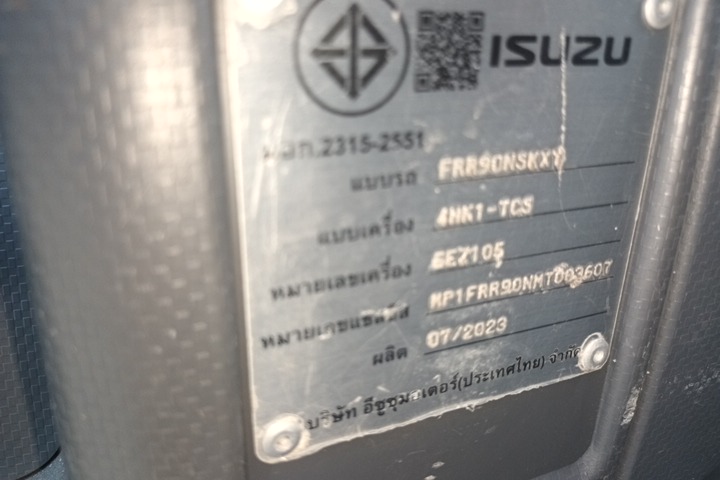 ISUZU
มอก.2315-2551
แบบรถ FRR90NSKXY
แบบเครื่อง 4HK1-TCS
หมายเลขเครื่อง 6EZ105
หมายเลขแชสซีส์ MP1FRR90NMT003607
ผลิต 07/2023
บริษัท อีซูซุมอเตอร์(ประเทศไทย) จำกัด